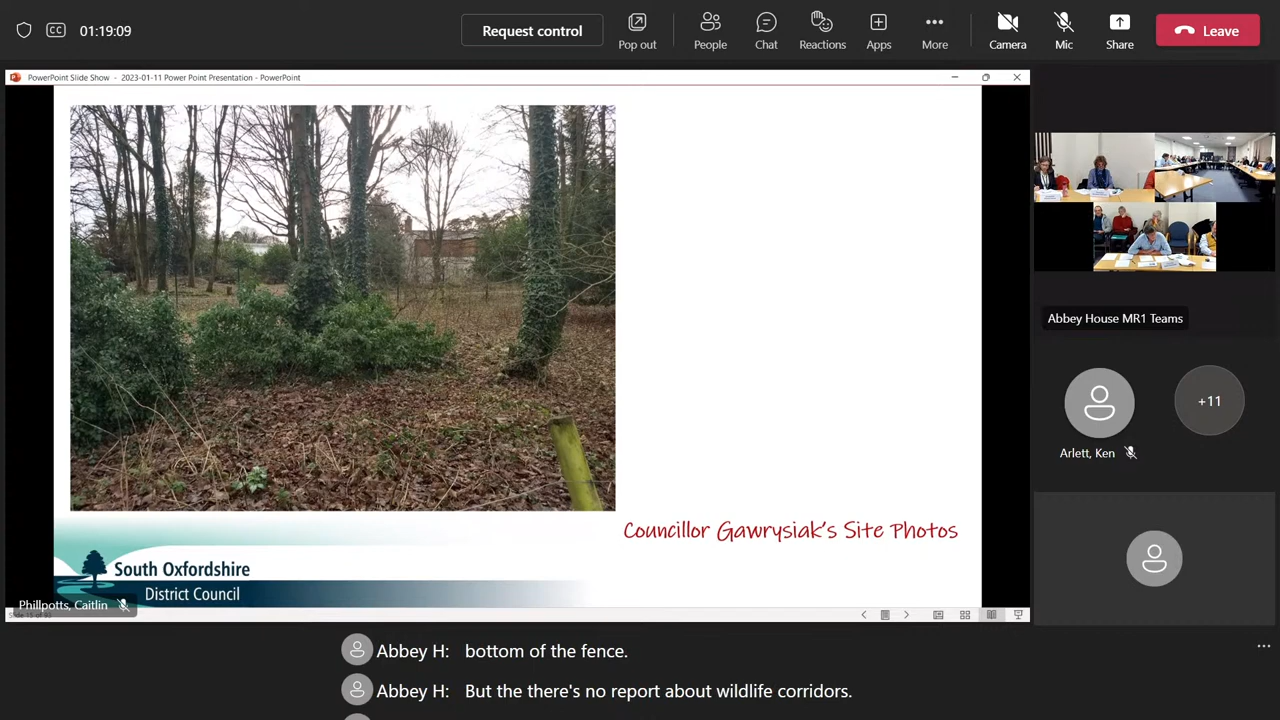 CC
01:19:09
Request control
Pop out
People
Chat
Reactions
Apps
More
Camera
Mic
Share
Leave
PowerPoint Slide Show - 2023-01-11 Power Point Presentation - PowerPoint
Abbey House MR1 Teams
+11
Arlett, Ken
Councillor Gawrysiak's Site Photos
South Oxfordshire
District Council
Phillpotts, Caitlin
Abbey H: bottom of the fence.
Abbey H: But the there's no report about wildlife corridors.